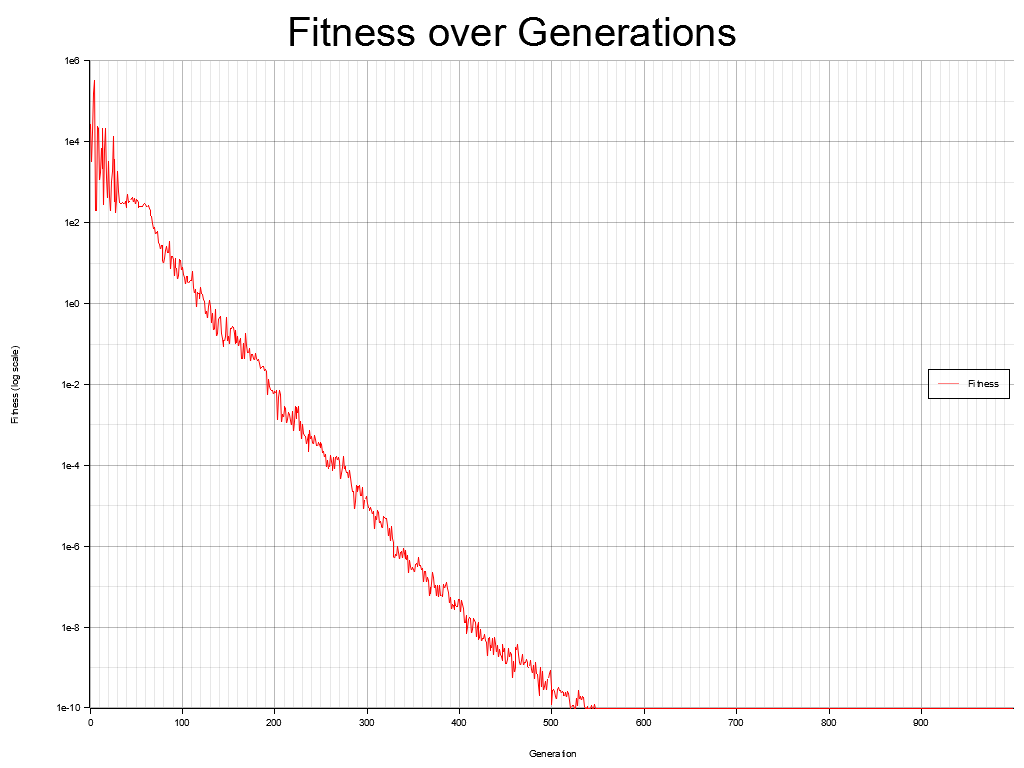 Fitness over Generations
1e6
1e4
1e2
1e0
1e-2
1e-4
1e-6
1e-8
1e-10
Fitness (log scale)
Fitness
0 100 200 300 400 500 600 700 800 900
Generation